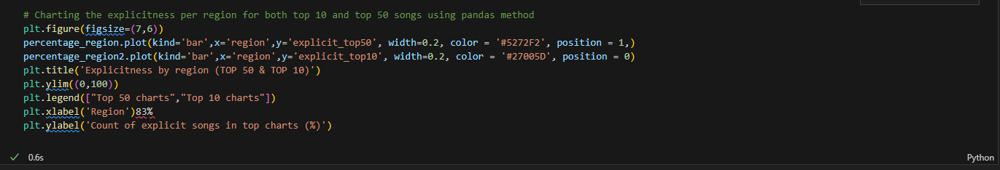 # Charting the explicitness per region for both top 10 and top 50 songs using pandas method
plt.figure(figsize=(7,6))
percentage_region.plot(kind='bar',x='region',y='explicit_top50', width=0.2, color = '#5272F2', position = 1,)
percentage_region2.plot(kind='bar',x='region',y='explicit_top10', width=0.2, color = '#27005D', position = 0)
plt.title('Explicitness by region (TOP 50 & TOP 10)')
plt.ylim((0,100))
plt.legend(["Top 50 charts","Top 10 charts"])
plt.xlabel('Region')83%
plt.ylabel('Count of explicit songs in top charts (%)')
0.6s
Python